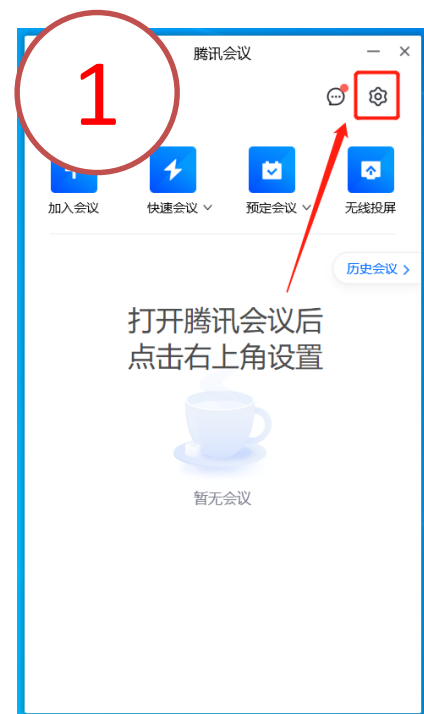 腾讯会议
1
加入会议
快速会议
预定会议
无线投屏
历史会议
打开腾讯会议后
点击右上角设置
暂无会议